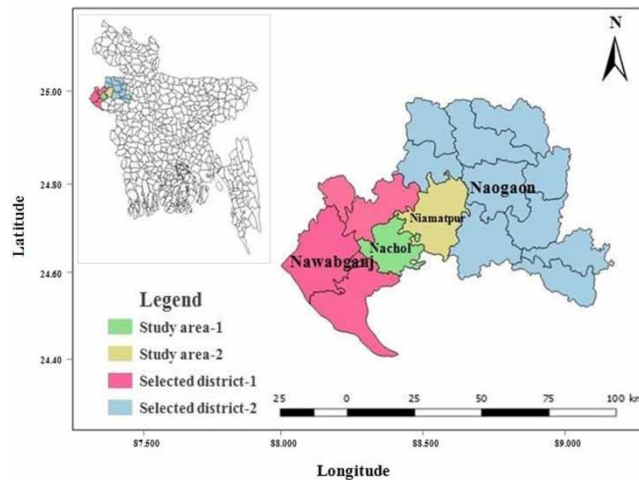 N
25.00
24.80
24.60
24.40
Latitude
Naogaon
Niamatpur
Nachol
Nawabganj
Legend
Study area-1
Study area-2
Selected district-1
Selected district-2
25 0 25 50 75 100 km
87.500 88.000 88.500 89.000
Longitude